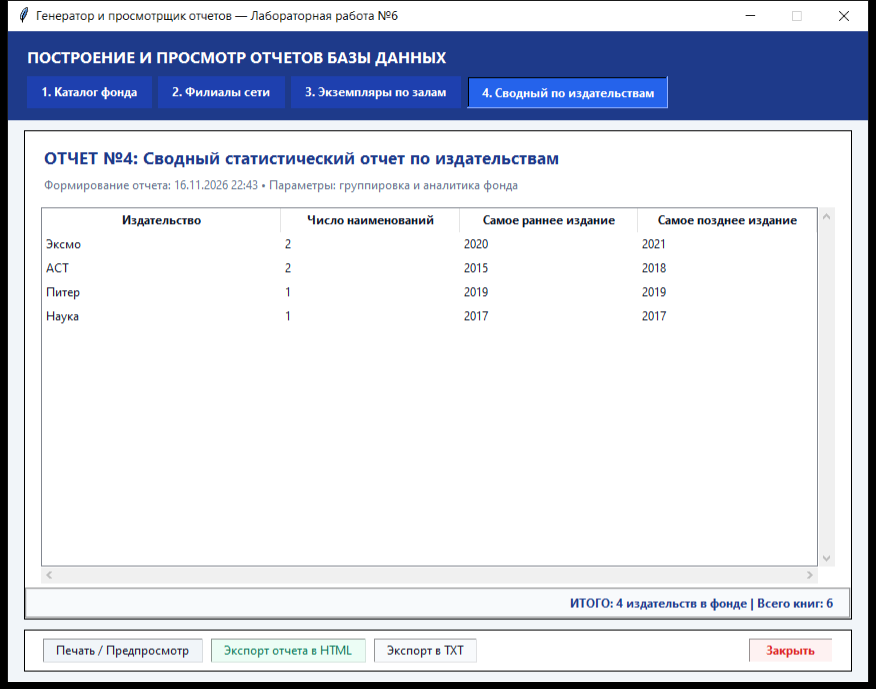 Генератор и просмотрщик отчетов — Лабораторная работа №6
ПОСТРОЕНИЕ И ПРОСМОТР ОТЧЕТОВ БАЗЫ ДАННЫХ
1. Каталог фонда 2. Филиалы сети 3. Экземпляры по залам 4. Сводный по издательствам
ОТЧЕТ №4: Сводный статистический отчет по издательствам
Формирование отчета: 16.11.2026 22:43 • Параметры: группировка и аналитика фонда
Издательство Число наименований Самое раннее издание Самое позднее издание
Эксмо 2 2020 2021
АСТ 2 2015 2018
Питер 1 2019 2019
Наука 1 2017 2017
ИТОГО: 4 издательств в фонде | Всего книг: 6
Печать / Предпросмотр Экспорт отчета в HTML Экспорт в TXT Закрыть